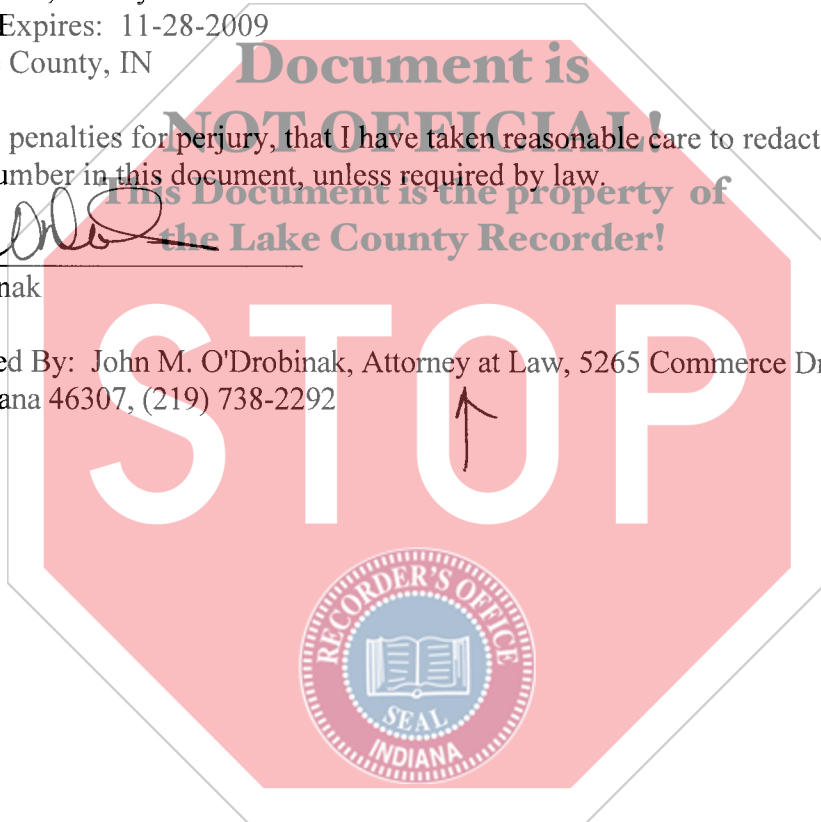 Expires: 11-28-2009
County, IN
Document is
NOT OFFICIAL!
penalties for perjury, that I have taken reasonable care to redact
umber in this document, unless required by law.
This Document is the property of
the Lake County Recorder!
nak
STOP
ed By: John M. O'Drobinak, Attorney at Law, 5265 Commerce Dr
ana 46307, (219) 738-2292
RECORDER'S OFFICE
SEAL
INDIANA